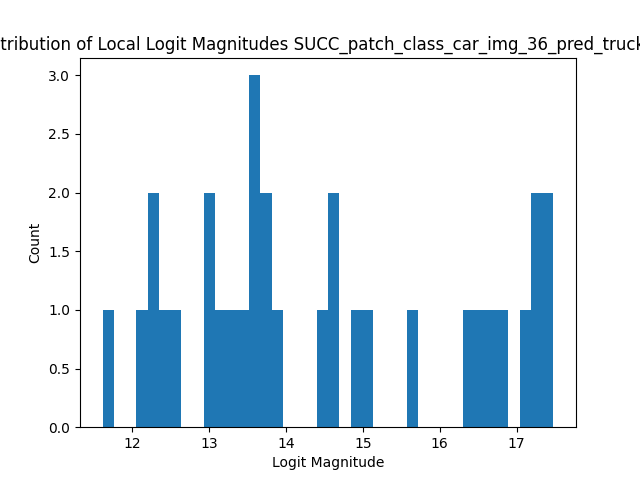 tribution of Local Logit Magnitudes SUCC_patch_class_car_img_36_pred_truck
3.0
2.5
2.0
1.5
1.0
0.5
0.0
Count
12 13 14 15 16 17
Logit Magnitude